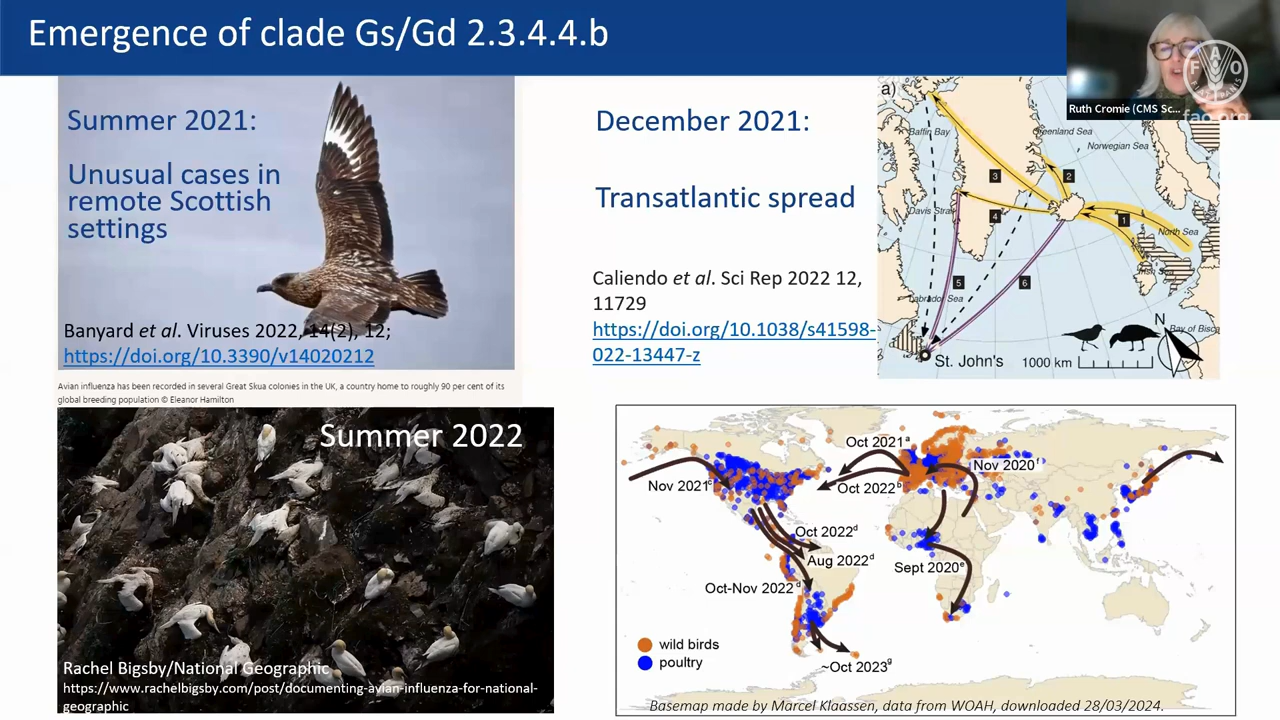 Emergence of clade Gs/Gd 2.3.4.4.b
Ruth Cromie (CMS Sc...
F A O
FIAT PANIS
fao.org
Summer 2021:
Unusual cases in
remote Scottish
settings
Banyard et al. Viruses 2022, 14(2), 12;
https://doi.org/10.3390/v14020212
Avian influenza has been recorded in several Great Skua colonies in the UK, a country home to roughly 90 per cent of its
global breeding population © Eleanor Hamilton
December 2021:
Transatlantic spread
Caliendo et al. Sci Rep 2022 12,
11729
https://doi.org/10.1038/s41598-
022-13447-z
a)
Baffin Bay
Greenland Sea
Norwegian Sea
3
2
Davis Stra
4
1
North Sea
Irish Sea
5
6
Labrador Sea
N
Bay of Bisca
St. John's
1000 km
Summer 2022
Rachel Bigsby/National Geographic
https://www.rachelbigsby.com/post/documenting-avian-influenza-for-national-
geographic
Oct 2021a
Nov 2020f
Nov 2021c
Oct 2022b
Oct 2022d
Aug 2022d
Sept 2020e
Oct-Nov 2022d
wild birds
poultry
~Oct 2023g
Basemap made by Marcel Klaassen, data from WOAH, downloaded 28/03/2024.